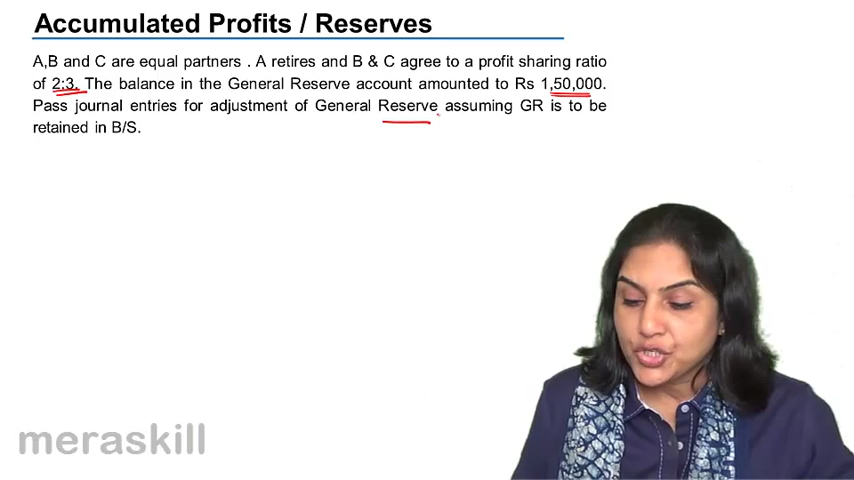 Accumulated Profits / Reserves
A,B and C are equal partners . A retires and B & C agree to a profit sharing ratio
of 2:3. The balance in the General Reserve account amounted to Rs 1,50,000.
Pass journal entries for adjustment of General Reserve assuming GR is to be
retained in B/S.
meraskill